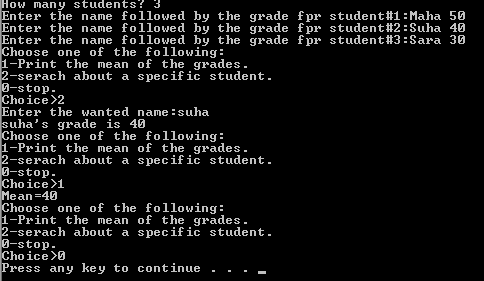 How many students? 3
Enter the name followed by the grade fpr student#1:Maha 50
Enter the name followed by the grade fpr student#2:Suha 40
Enter the name followed by the grade fpr student#3:Sara 30
Choose one of the following:
1-Print the mean of the grades.
2-serach about a specific student.
0-stop.
Choice>2
Enter the wanted name:suha
suha's grade is 40
Choose one of the following:
1-Print the mean of the grades.
2-serach about a specific student.
0-stop.
Choice>1
Mean=40
Choose one of the following:
1-Print the mean of the grades.
2-serach about a specific student.
0-stop.
Choice>0
Press any key to continue . . . _